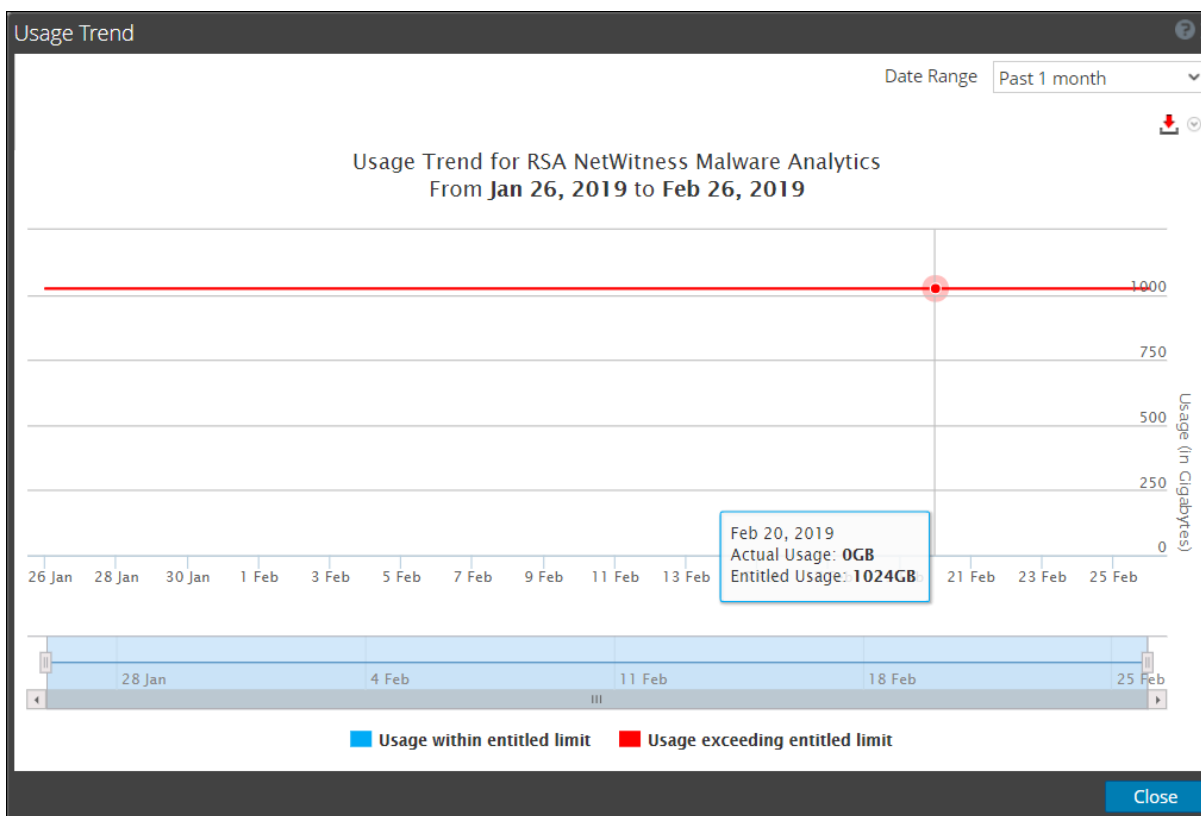 Usage Trend
Date Range Past 1 month
Usage Trend for RSA NetWitness Malware Analytics
From Jan 26, 2019 to Feb 26, 2019
1000
750
500
250
0
Usage (in Gigabytes)
Feb 20, 2019
Actual Usage: 0GB
Entitled Usage: 1024GB
26 Jan 28 Jan 30 Jan 1 Feb 3 Feb 5 Feb 7 Feb 9 Feb 11 Feb 13 Feb 21 Feb 23 Feb 25 Feb
28 Jan 4 Feb 11 Feb 18 Feb 25 Feb
Usage within entitled limit Usage exceeding entitled limit
Close